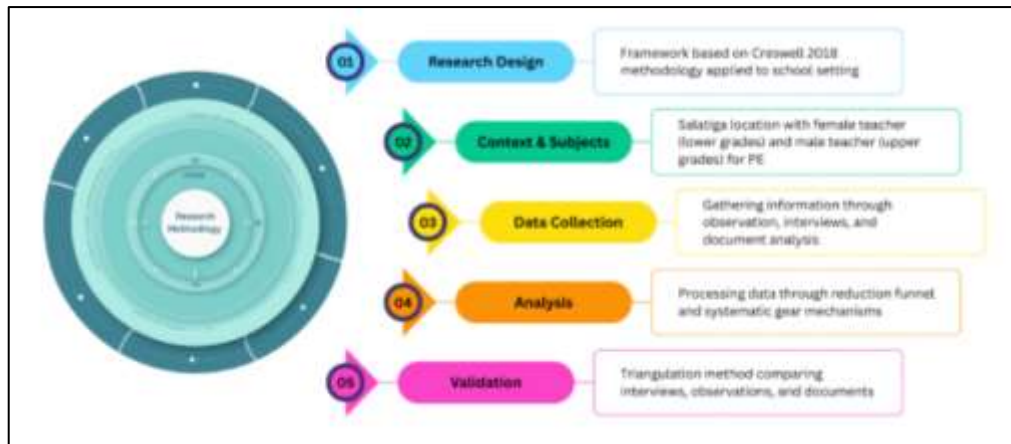 Research
Methodology
01
Research Design
Framework based on Creswell 2018
methodology applied to school setting
02
Context & Subjects
Salatiga location with female teacher
(lower grades) and male teacher (upper
grades) for PE
03
Data Collection
Gathering information through
observation, interviews, and
document analysis
04
Analysis
Processing data through reduction funnel
and systematic gear mechanisms
05
Validation
Triangulation method comparing
interviews, observations, and documents